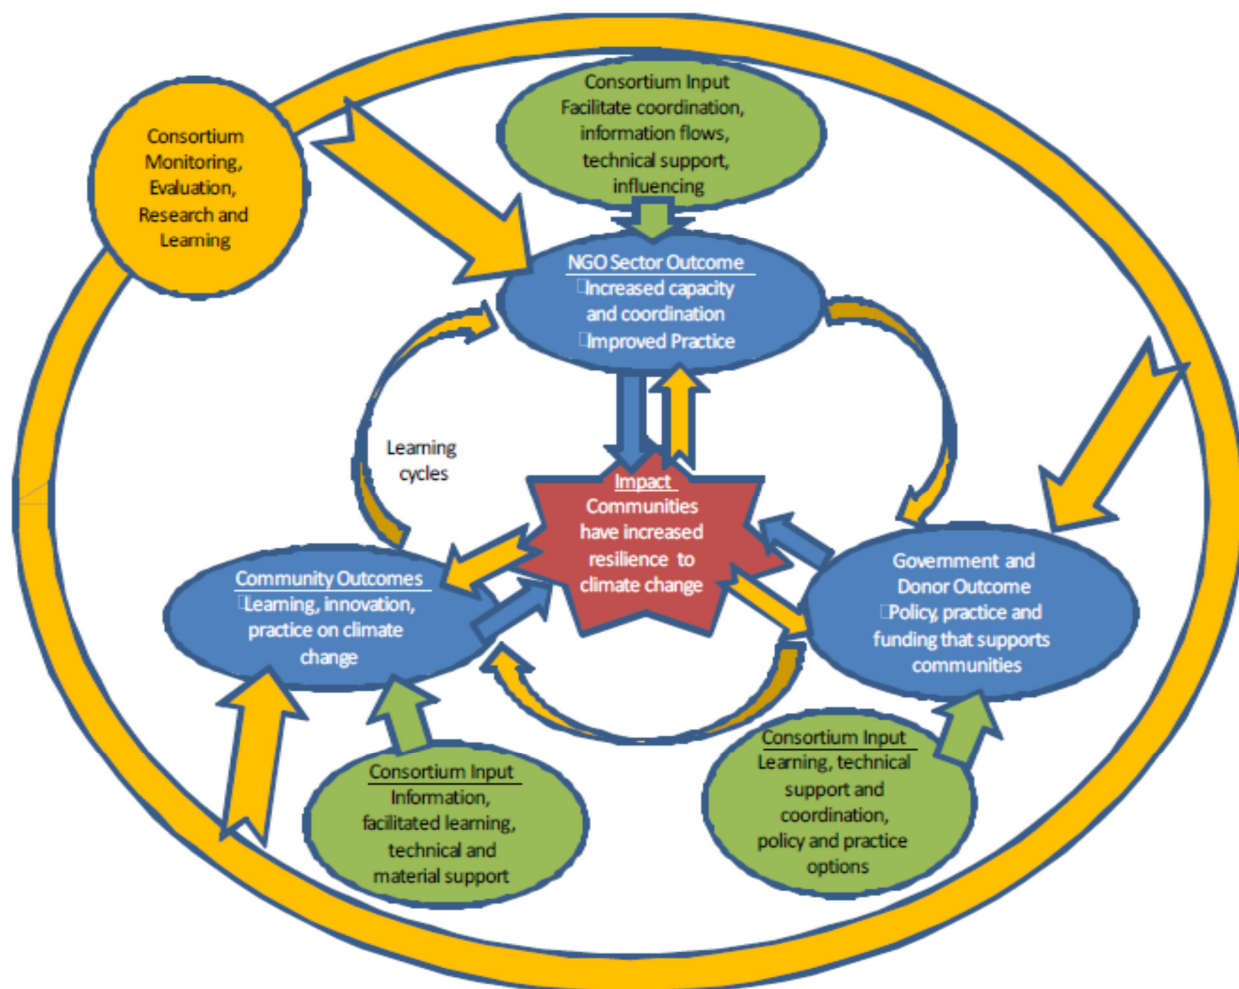 Consortium Input
Facilitate coordination,
information flows,
technical support,
influencing
Consortium
Monitoring,
Evaluation,
Research and
Learning
NGO Sector Outcome
Increased capacity
and coordination
Improved Practice
Learning
cycles
Impact
Communities
have increased
resilience to
climate change
Community Outcomes
Learning, innovation,
practice on climate
change
Government and
Donor Outcome
Policy, practice and
funding that supports
communities
Consortium Input
Information,
facilitated learning,
technical and
material support
Consortium Input
Learning, technical
support and
coordination,
policy and practice
options